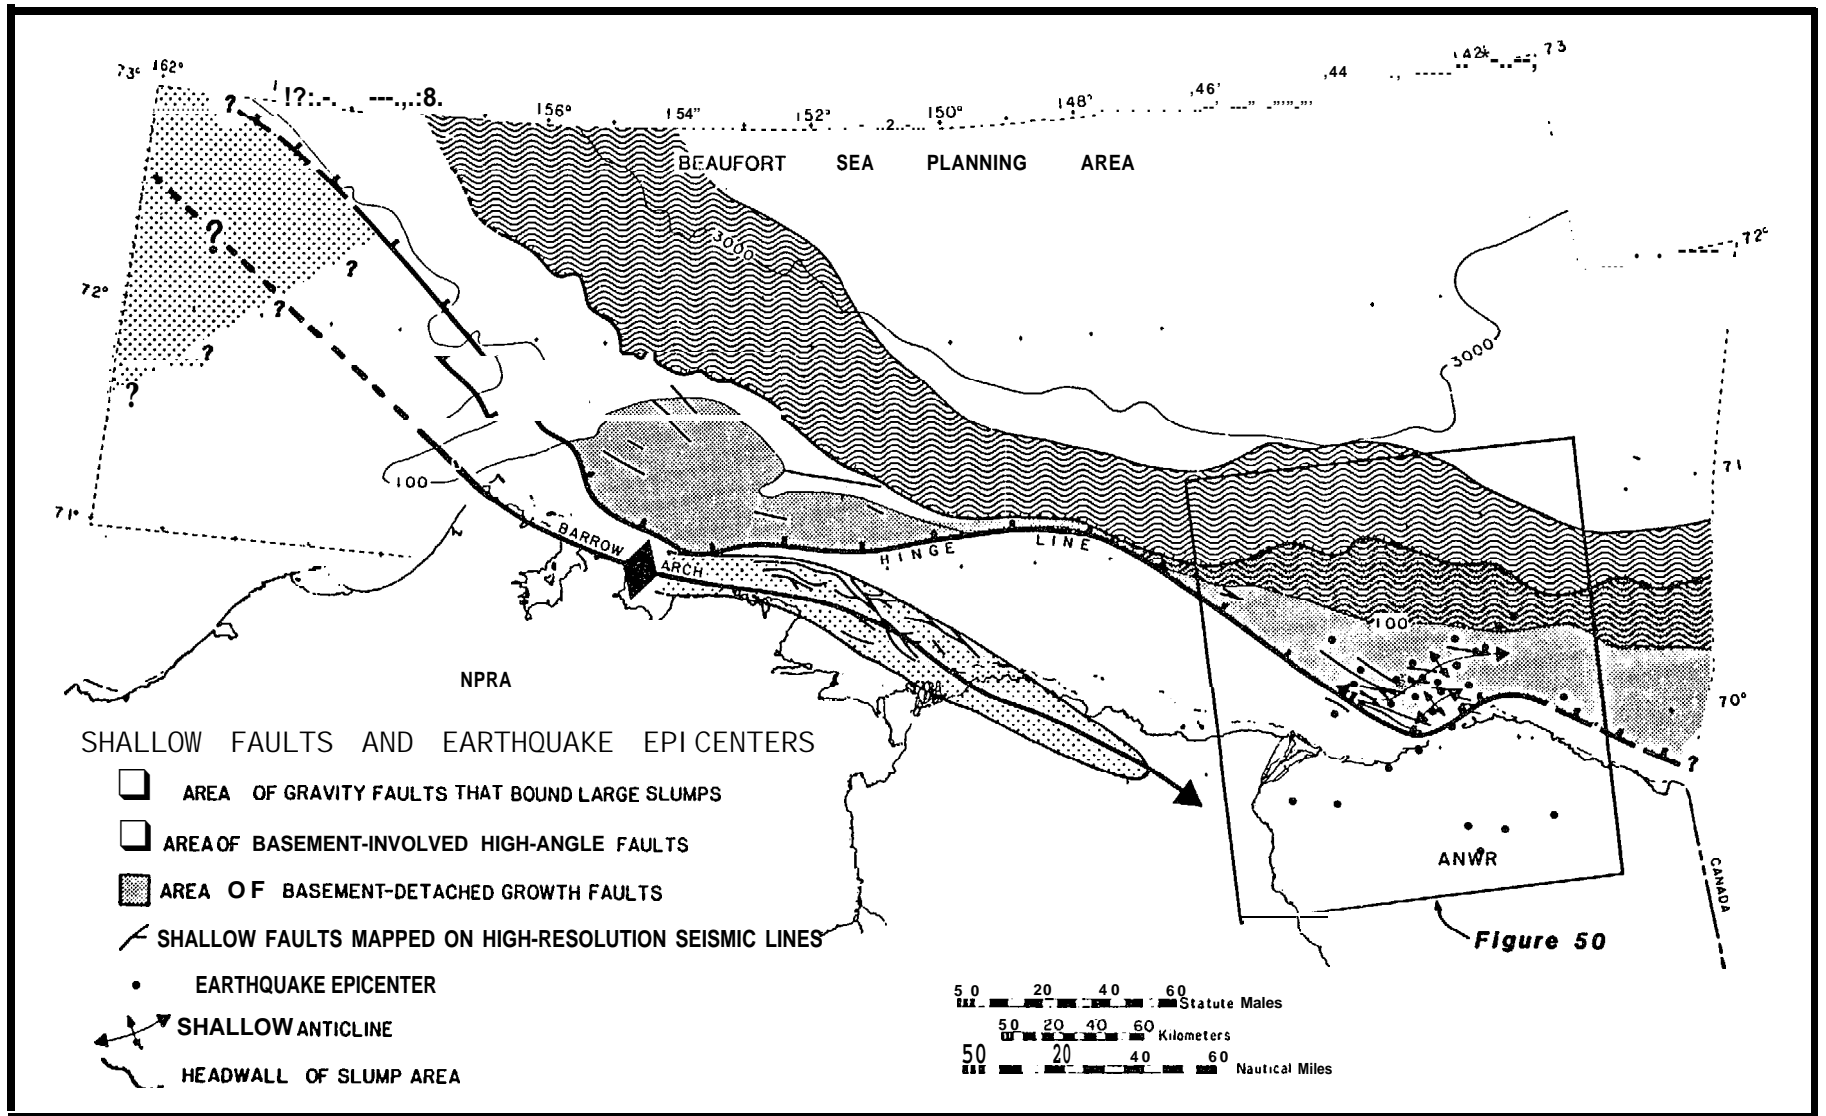 73° 162°
156°
154"
152°
150°
148°
,46'
,44
73
BEAUFORT SEA PLANNING AREA
?
?
?
?
?
?
3000
3000
72°
72°
71
71°
70°
100
100
BARROW
ARCH
HINGE LINE
NPRA
?
ANWR
CANADA
Figure 50
SHALLOW FAULTS AND EARTHQUAKE EPICENTERS
AREA OF GRAVITY FAULTS THAT BOUND LARGE SLUMPS
AREA OF BASEMENT-INVOLVED HIGH-ANGLE FAULTS
AREA OF BASEMENT-DETACHED GROWTH FAULTS
SHALLOW FAULTS MAPPED ON HIGH-RESOLUTION SEISMIC LINES
EARTHQUAKE EPICENTER
SHALLOW ANTICLINE
HEADWALL OF SLUMP AREA
50 20 40 60
Statute Males
50 20 40 60 Kilometers
50 20 40 60
Nautical Miles